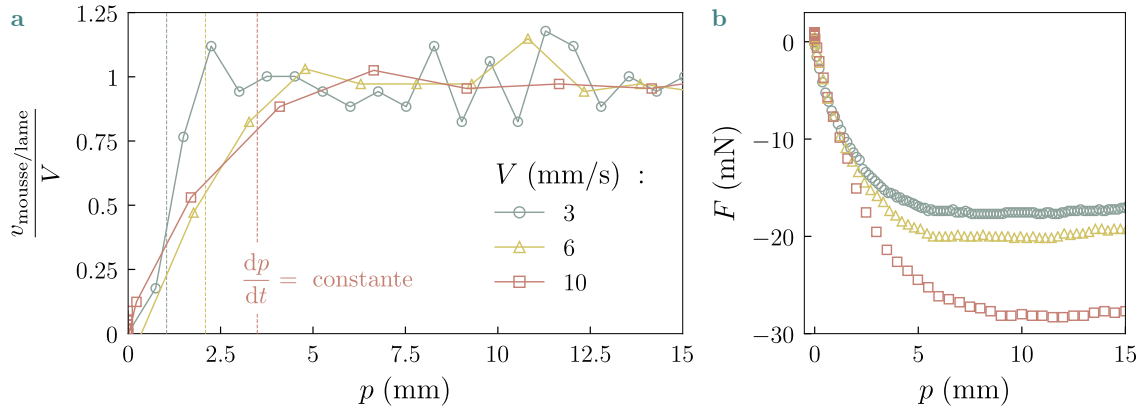 a
1.25
1
0.75
0.5
0.25
0
v_mousse/lame
V
V (mm/s) :
3
6
10
dp
dt
= constante
0
2.5
5
7.5
10
12.5
15
p (mm)
b
0
−10
−20
−30
F (mN)
0
5
10
15
p (mm)